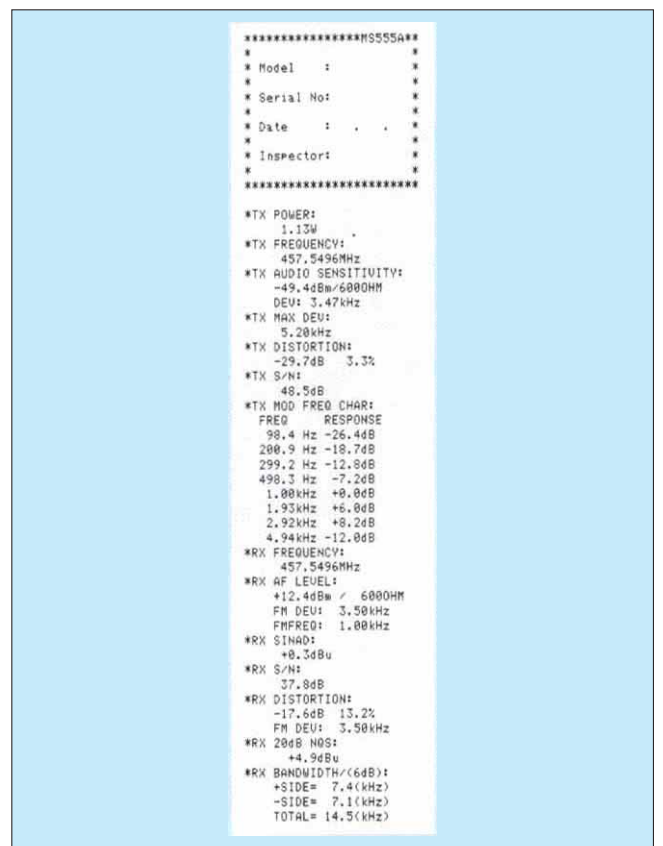 *****************MS555A**
*                       *
* Model    :            *
*                       *
* Serial No:            *
*                       *
* Date     :   .   .    *
*                       *
* Inspector:            *
*                       *
*************************
*TX POWER:
1.13W
*TX FREQUENCY:
457.5496MHz
*TX AUDIO SENSITIVITY:
-49.4dBm/600OHM
DEV: 3.47kHz
*TX MAX DEV:
5.20kHz
*TX DISTORTION:
-29.7dB 3.3%
*TX S/N:
48.5dB
*TX MOD FREQ CHAR:
FREQ RESPONSE
98.4 Hz -26.4dB
200.9 Hz -18.7dB
299.2 Hz -12.8dB
498.3 Hz -7.2dB
1.00kHz +0.0dB
1.93kHz +6.0dB
2.92kHz +8.2dB
4.94kHz -12.0dB
*RX FREQUENCY:
457.5496MHz
*RX AF LEVEL:
+12.4dBm / 600OHM
FM DEV: 3.50kHz
FMFREQ: 1.00kHz
*RX SINAD:
+0.3dBu
*RX S/N:
37.8dB
*RX DISTORTION:
-17.6dB 13.2%
FM DEV: 3.50kHz
*RX 20dB NQS:
+4.9dBu
*RX BANDWIDTH/(6dB):
+SIDE= 7.4(kHz)
-SIDE= 7.1(kHz)
TOTAL= 14.5(kHz)